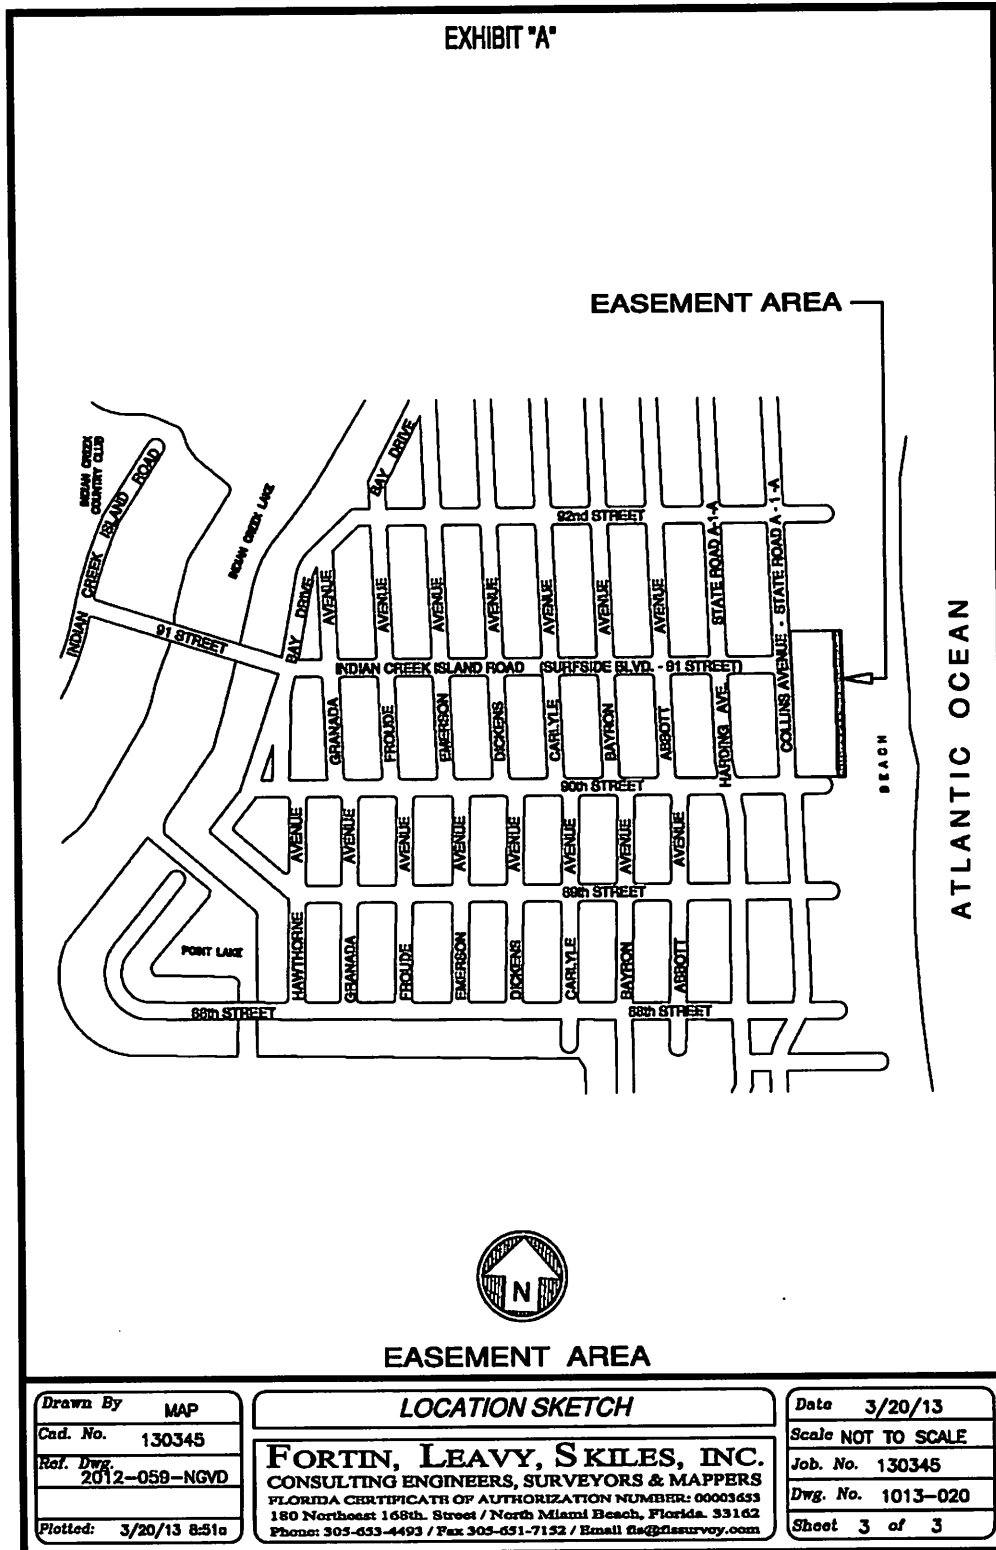 EXHIBIT "A"
EASEMENT AREA
INDIAN CREEK
COUNTRY CLUB
INDIAN CREEK ISLAND ROAD
INDIAN CREEK LAKE
BAY DRIVE
92nd STREET
STATE ROAD A-1-A
COLLINS AVENUE - STATE ROAD A - 1 -A
91 STREET
BAY DRIVE
AVENUE
AVENUE
AVENUE
AVENUE
AVENUE
AVENUE
AVENUE
INDIAN CREEK ISLAND ROAD (SURFSIDE BLVD. - 91 STREET)
GRANADA
FROUDE
EMERSON
DICKENS
CARLYLE
BAYRON
ABBOTT
HARDING AVE.
BEACH
ATLANTIC OCEAN
90th STREET
AVENUE
AVENUE
AVENUE
AVENUE
AVENUE
AVENUE
AVENUE
AVENUE
89th STREET
POINT LAKE
HAWTHORNE
GRANADA
FROUDE
EMERSON
DICKENS
CARLYLE
BAYRON
ABBOTT
88th STREET
88th STREET
N
EASEMENT AREA
Drawn By MAP
Cad. No. 130345
Ref. Dwg.
2012-059-NGVD
Plotted: 3/20/13 8:51a
LOCATION SKETCH
FORTIN, LEAVY, SKILES, INC.
CONSULTING ENGINEERS, SURVEYORS & MAPPERS
FLORIDA CERTIFICATE OF AUTHORIZATION NUMBER: 00003653
180 Northeast 168th. Street / North Miami Beach, Florida. 33162
Phone: 305-653-4493 / Fax 305-651-7152 / Email fls@flssurvey.com
Date 3/20/13
Scale NOT TO SCALE
Job. No. 130345
Dwg. No. 1013-020
Sheet 3 of 3